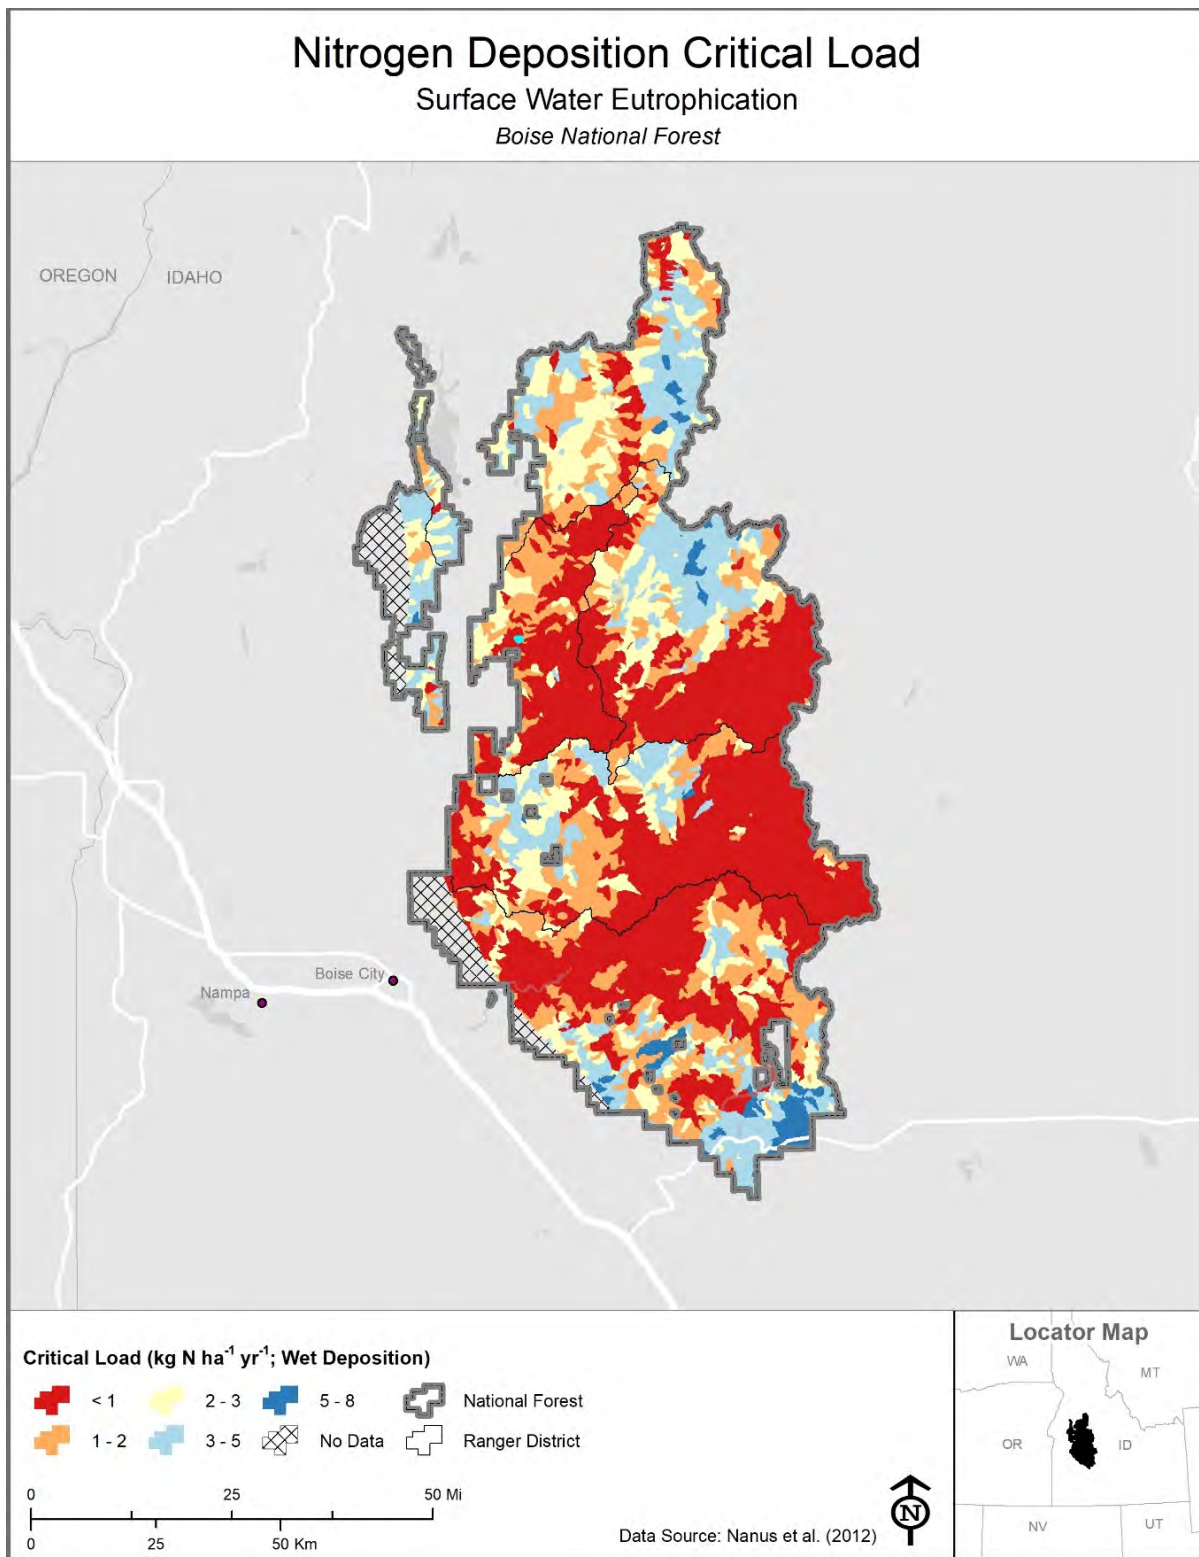 Nitrogen Deposition Critical Load
Surface Water Eutrophication
Boise National Forest
OREGON
IDAHO
Boise City
Nampa
Critical Load (kg N ha⁻¹ yr⁻¹; Wet Deposition)
< 1
2 - 3
5 - 8
National Forest
1 - 2
3 - 5
No Data
Ranger District
0 25 50 Mi
0 25 50 Km
Data Source: Nanus et al. (2012)
N
Locator Map
WA
MT
OR
ID
NV
UT